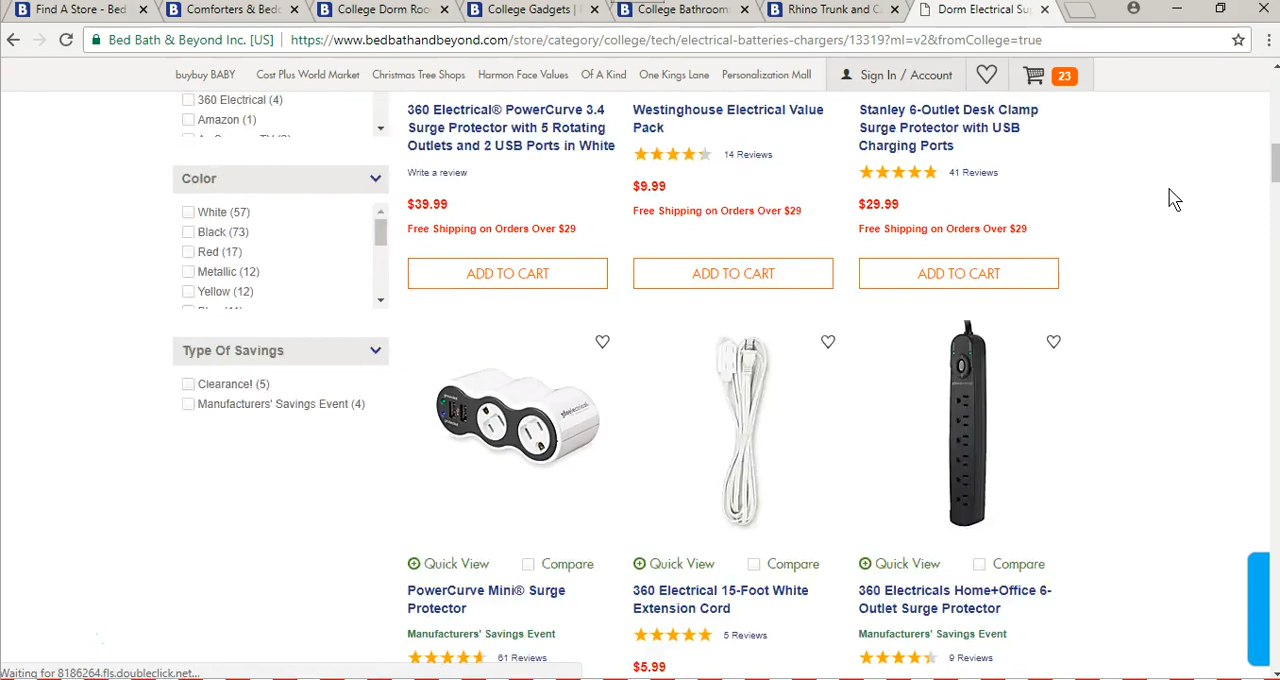 Find A Store - Bed
Comforters & Bedd
College Dorm Roo
College Gadgets |
College Bathroom
Rhino Trunk and C
Dorm Electrical Su
Bed Bath & Beyond Inc. [US]
https://www.bedbathandbeyond.com/store/category/college/tech/electrical-batteries-chargers/13319?ml=v2&fromCollege=true
buybuy BABY
Cost Plus World Market
Christmas Tree Shops
Harmon Face Values
Of A Kind
One Kings Lane
Personalization Mall
Sign In / Account
23
360 Electrical (4)
Amazon (1)
Color
White (57)
Black (73)
Red (17)
Metallic (12)
Yellow (12)
Type Of Savings
Clearance! (5)
Manufacturers' Savings Event (4)
360 Electrical® PowerCurve 3.4
Surge Protector with 5 Rotating
Outlets and 2 USB Ports in White
Write a review
$39.99
Free Shipping on Orders Over $29
ADD TO CART
Westinghouse Electrical Value
Pack
14 Reviews
$9.99
Free Shipping on Orders Over $29
ADD TO CART
Stanley 6-Outlet Desk Clamp
Surge Protector with USB
Charging Ports
41 Reviews
$29.99
Free Shipping on Orders Over $29
ADD TO CART
Quick View
Compare
PowerCurve Mini® Surge
Protector
Manufacturers' Savings Event
61 Reviews
Quick View
Compare
360 Electrical 15-Foot White
Extension Cord
5 Reviews
$5.99
Quick View
Compare
360 Electricals Home+Office 6-
Outlet Surge Protector
Manufacturers' Savings Event
9 Reviews
Waiting for 8186264.fls.doubleclick.net...